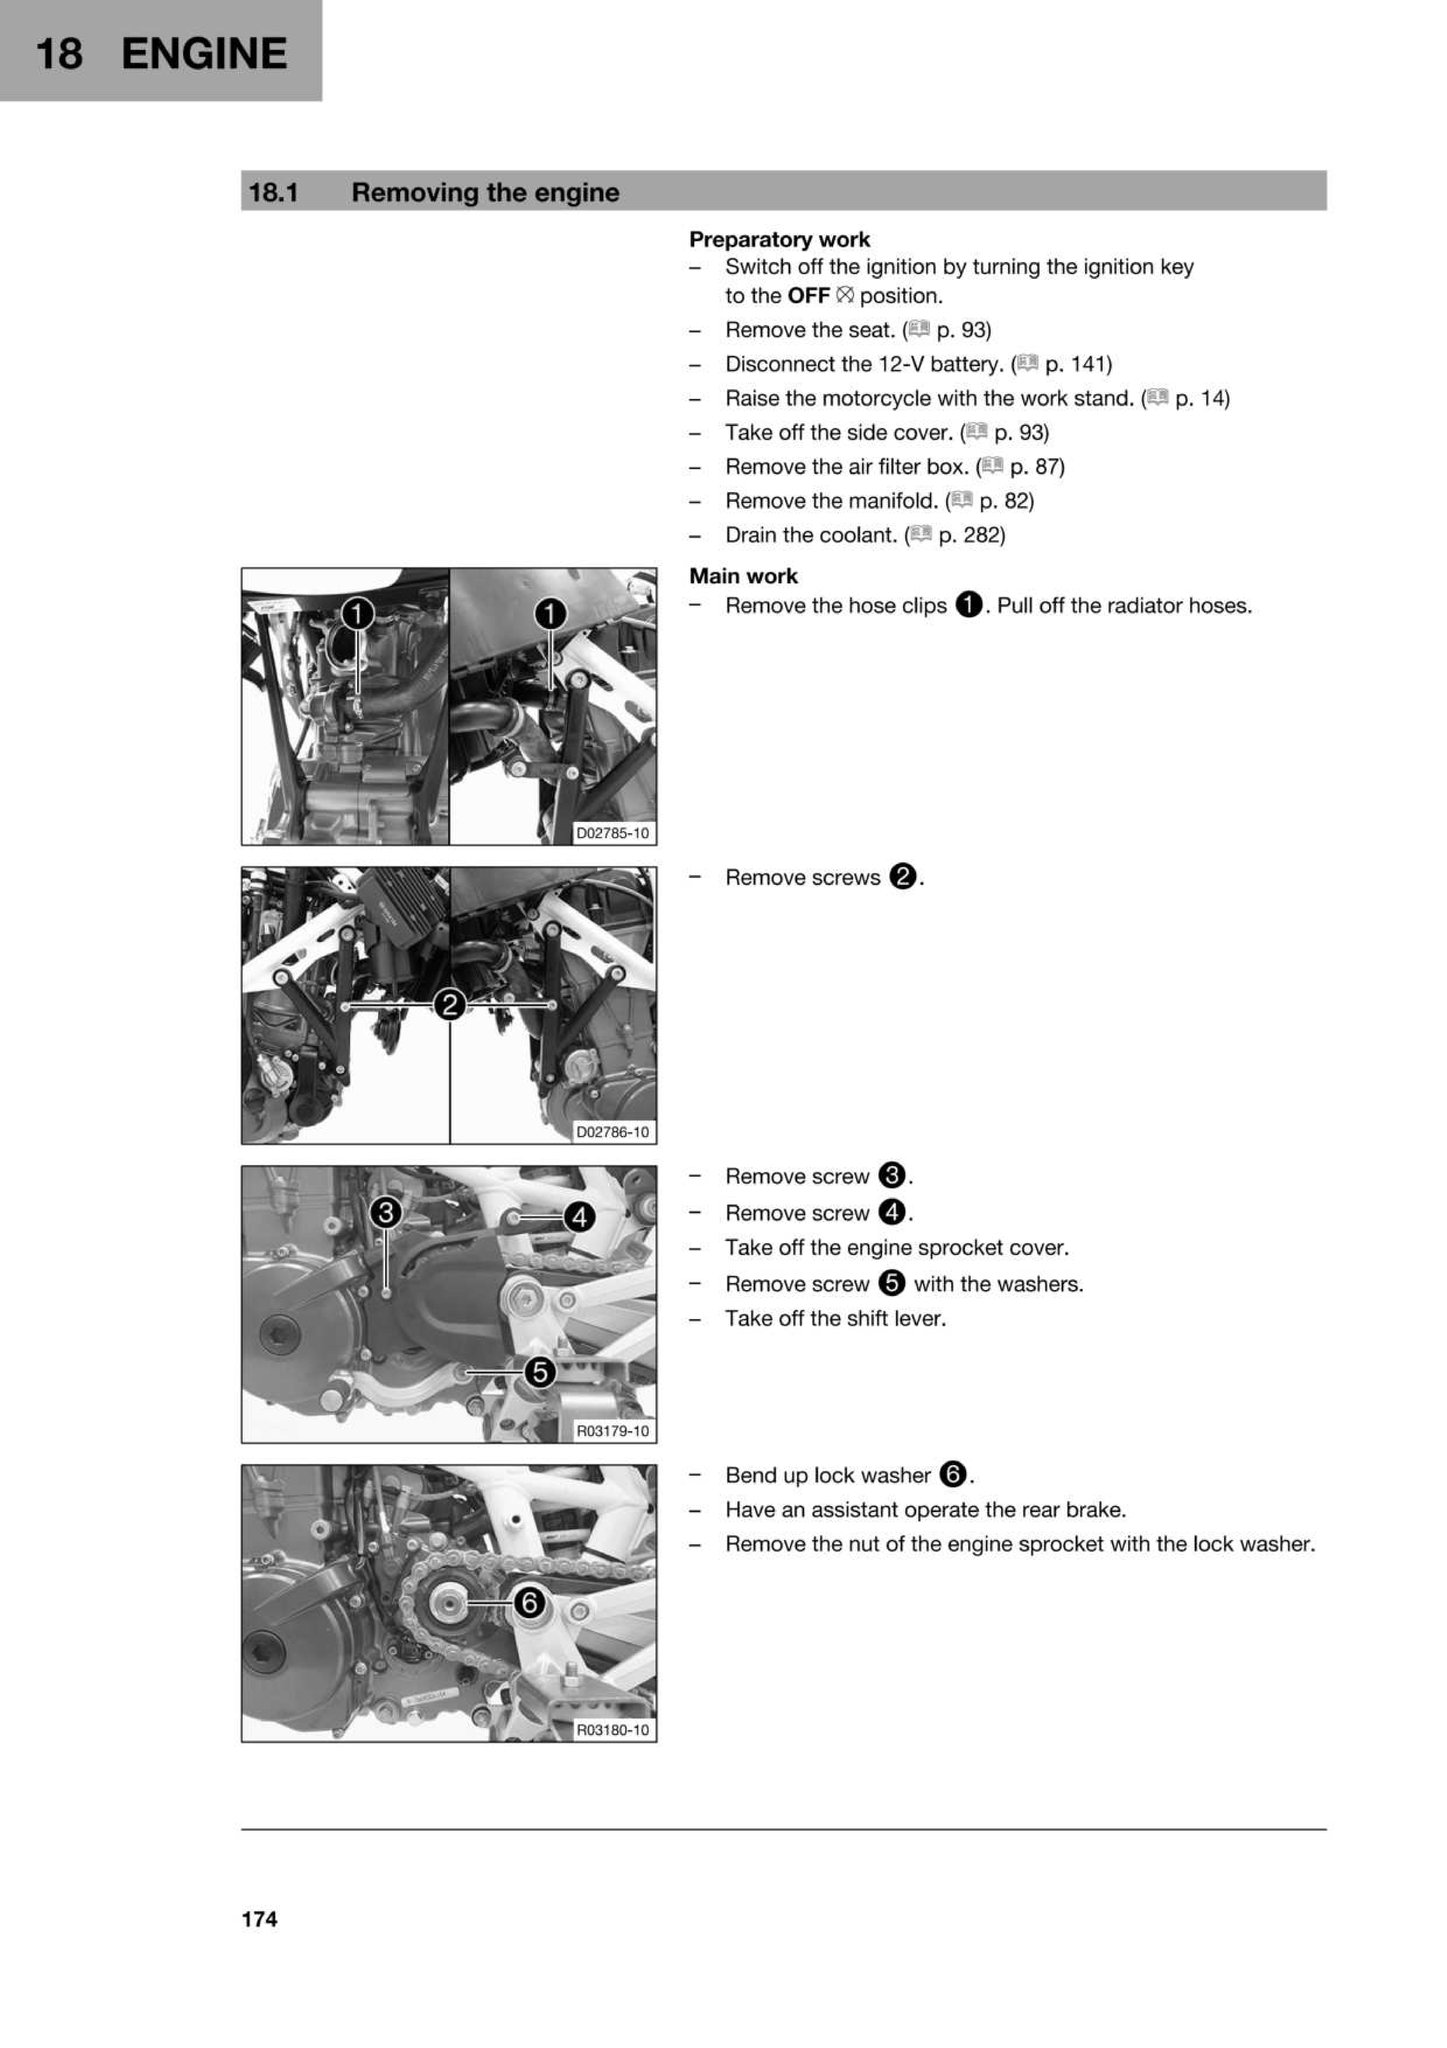 18 ENGINE
18.1 Removing the engine
Preparatory work
– Switch off the ignition by turning the ignition key
to the OFF position.
– Remove the seat. ( p. 93)
– Disconnect the 12-V battery. ( p. 141)
– Raise the motorcycle with the work stand. ( p. 14)
– Take off the side cover. ( p. 93)
– Remove the air filter box. ( p. 87)
– Remove the manifold. ( p. 82)
– Drain the coolant. ( p. 282)
Main work
– Remove the hose clips 1. Pull off the radiator hoses.
1 1
D02785-10
– Remove screws 2.
2
D02786-10
– Remove screw 3.
– Remove screw 4.
– Take off the engine sprocket cover.
– Remove screw 5 with the washers.
– Take off the shift lever.
3
4
5
R03179-10
– Bend up lock washer 6.
– Have an assistant operate the rear brake.
– Remove the nut of the engine sprocket with the lock washer.
6
R03180-10
174